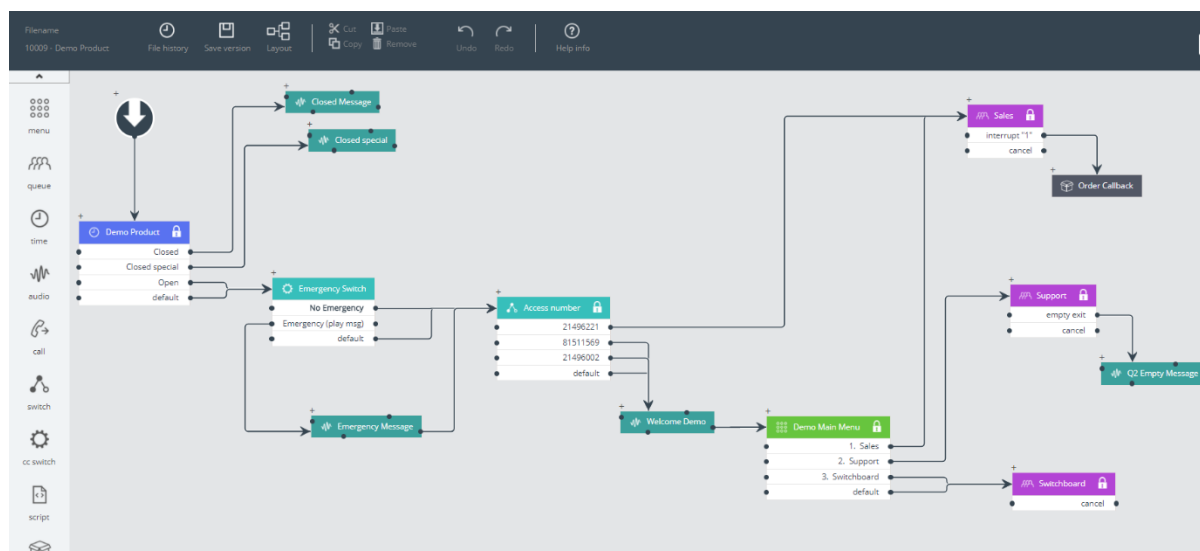 Filename
10009 - Demo Product
File history
Save version
Layout
Cut
Copy
Paste
Remove
Undo
Redo
Help info
menu
queue
time
audio
call
switch
cc switch
script
Closed Message
Closed special
Demo Product
Closed
Closed special
Open
default
Emergency Switch
No Emergency
Emergency (play msg)
default
Emergency Message
Access number
21496221
81511569
21496002
default
Welcome Demo
Demo Main Menu
1. Sales
2. Support
3. Switchboard
default
Sales
interrupt "1"
cancel
Order Callback
Support
empty exit
cancel
Q2 Empty Message
Switchboard
cancel